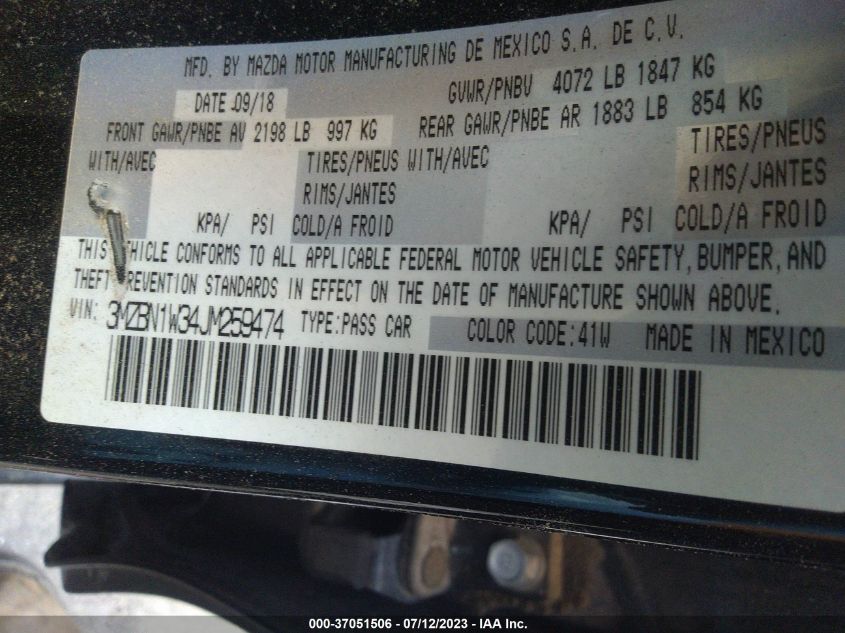 MFD. BY MAZDA MOTOR MANUFACTURING DE MEXICO S.A. DE C.V.
DATE 09/18 GVWR/PNBV 4072 LB 1847 KG
FRONT GAWR/PNBE AV 2198 LB 997 KG REAR GAWR/PNBE AR 1883 LB 854 KG
WITH/AVEC TIRES/PNEUS WITH/AVEC TIRES/PNEUS
RIMS/JANTES RIMS/JANTES
KPA/ PSI COLD/A FROID KPA/ PSI COLD/A FROID
THIS VEHICLE CONFORMS TO ALL APPLICABLE FEDERAL MOTOR VEHICLE SAFETY, BUMPER, AND
THEFT PREVENTION STANDARDS IN EFFECT ON THE DATE OF MANUFACTURE SHOWN ABOVE.
VIN: 3MZBN1W34JM259474 TYPE:PASS CAR COLOR CODE:41W MADE IN MEXICO
000-37051506 - 07/12/2023 - IAA Inc.